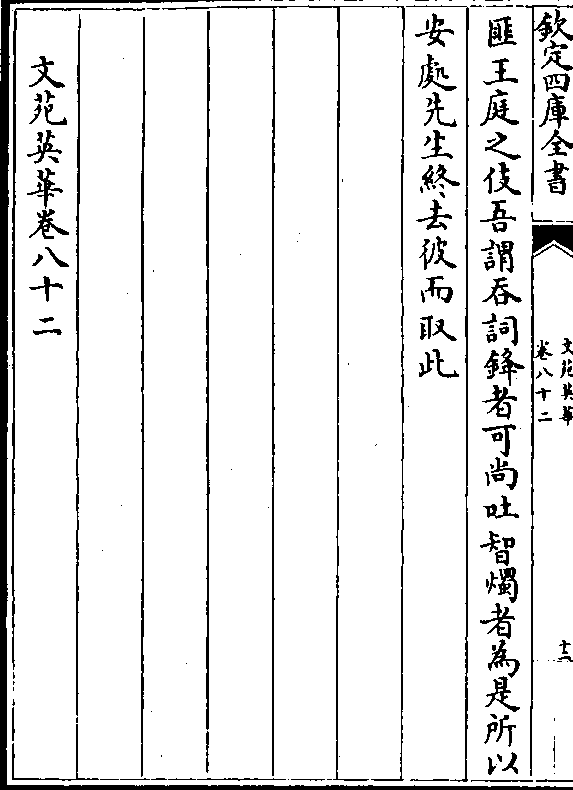 欽定四庫全書
文苑英華
卷八十二
十三
匪王庭之伎吾謂吞詞鋒者可尚吐智燭者為是所以
安處先生終去彼而取此
文苑英華卷八十二